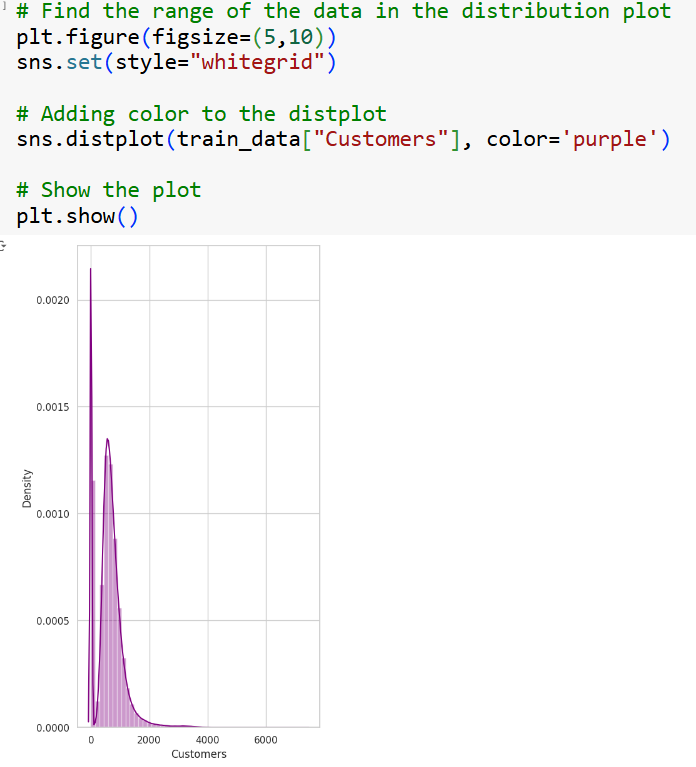 # Find the range of the data in the distribution plot
plt.figure(figsize=(5,10))
sns.set(style="whitegrid")
# Adding color to the distplot
sns.distplot(train_data["Customers"], color='purple')
# Show the plot
plt.show()
0.0020
0.0015
0.0010
0.0005
0.0000
Density
0 2000 4000 6000
Customers